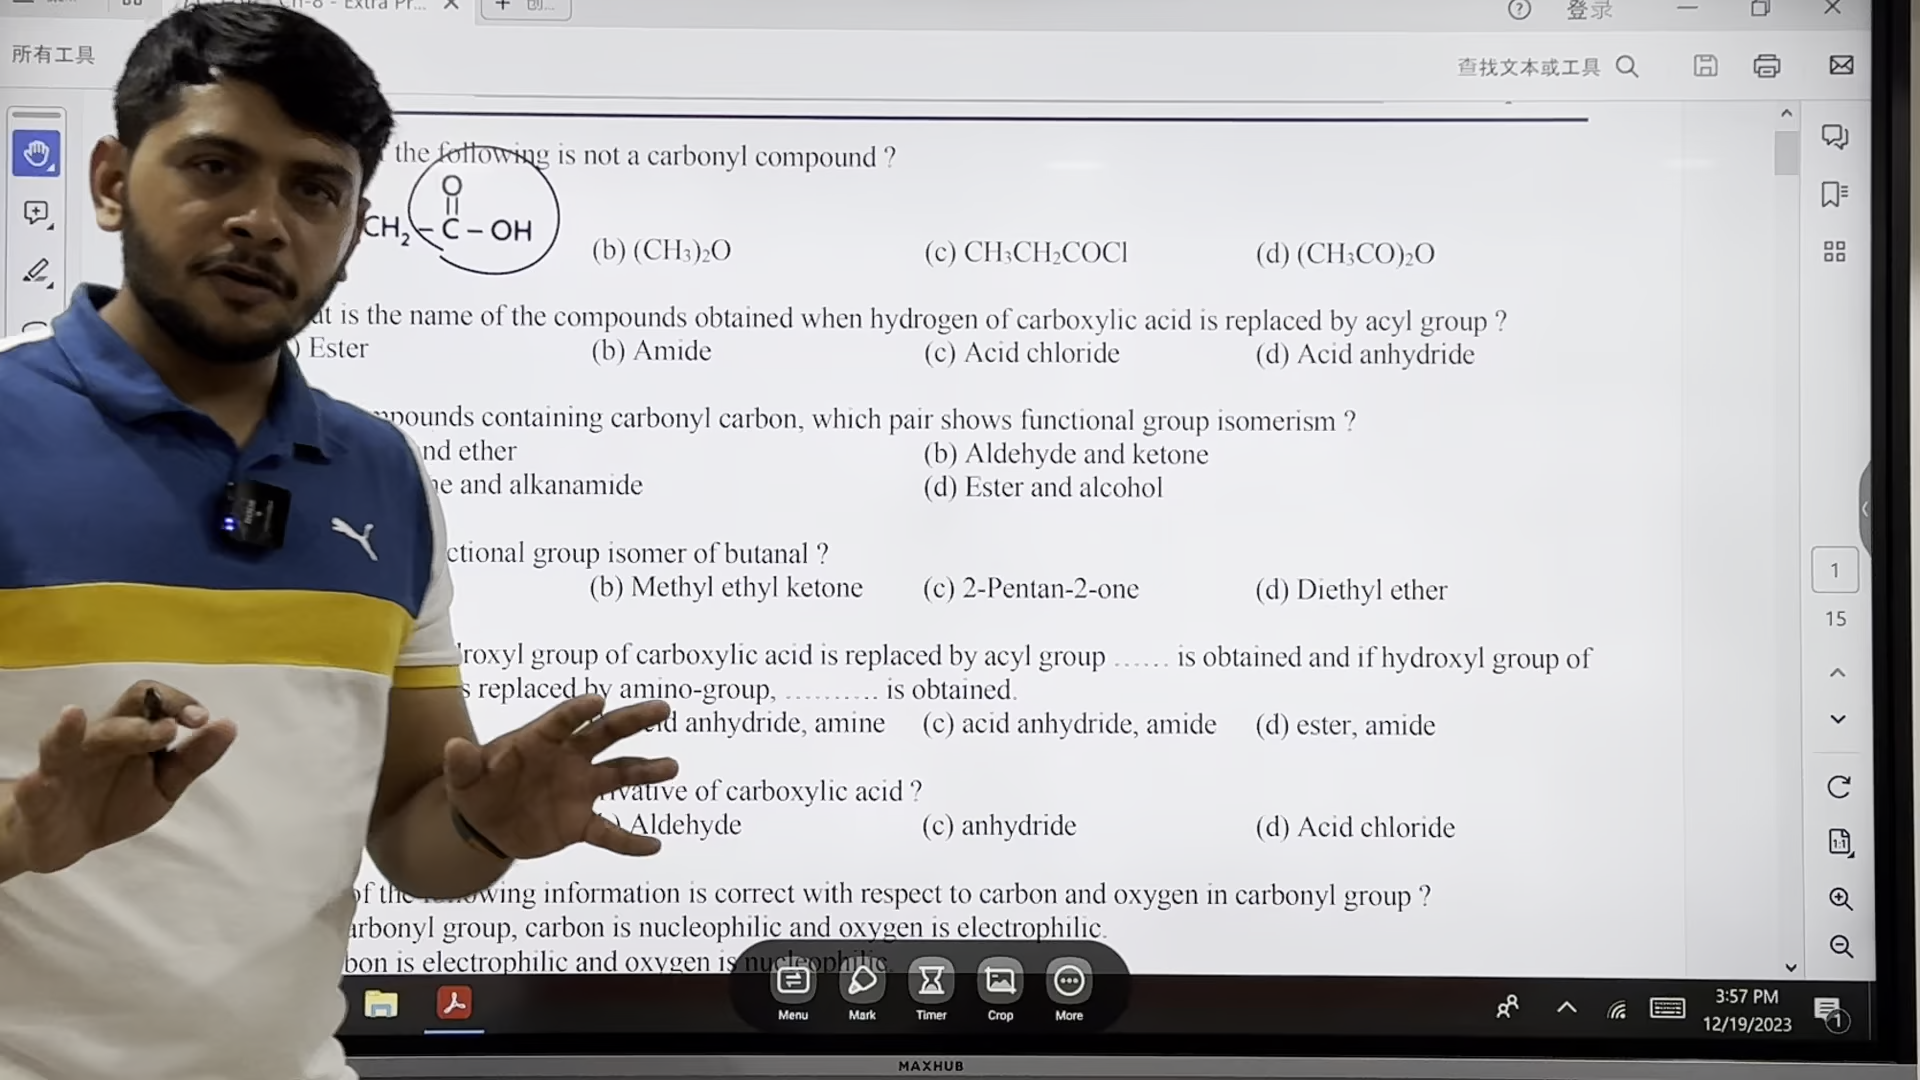 Ch-8 - Extra Pr...
登录
所有工具
查找文本或工具
the following is not a carbonyl compound ?
O
CH₂ – C – OH
(b) (CH₃)₂O
(c) CH₃CH₂COCl
(d) (CH₃CO)₂O
is the name of the compounds obtained when hydrogen of carboxylic acid is replaced by acyl group ?
Ester
(b) Amide
(c) Acid chloride
(d) Acid anhydride
containing carbonyl carbon, which pair shows functional group isomerism ?
ether
(b) Aldehyde and ketone
and alkanamide
(d) Ester and alcohol
group isomer of butanal ?
(b) Methyl ethyl ketone
(c) 2-Pentan-2-one
(d) Diethyl ether
group of carboxylic acid is replaced by acyl group ...... is obtained and if hydroxyl group of
replaced by amino-group, .......... is obtained.
anhydride, amine
(c) acid anhydride, amide
(d) ester, amide
of carboxylic acid ?
Aldehyde
(c) anhydride
(d) Acid chloride
of the following information is correct with respect to carbon and oxygen in carbonyl group ?
group, carbon is nucleophilic and oxygen is electrophilic.
is electrophilic and oxygen is nucleophilic.
1
15
Menu
Mark
Timer
Crop
More
3:57 PM
12/19/2023
1
MAXHUB